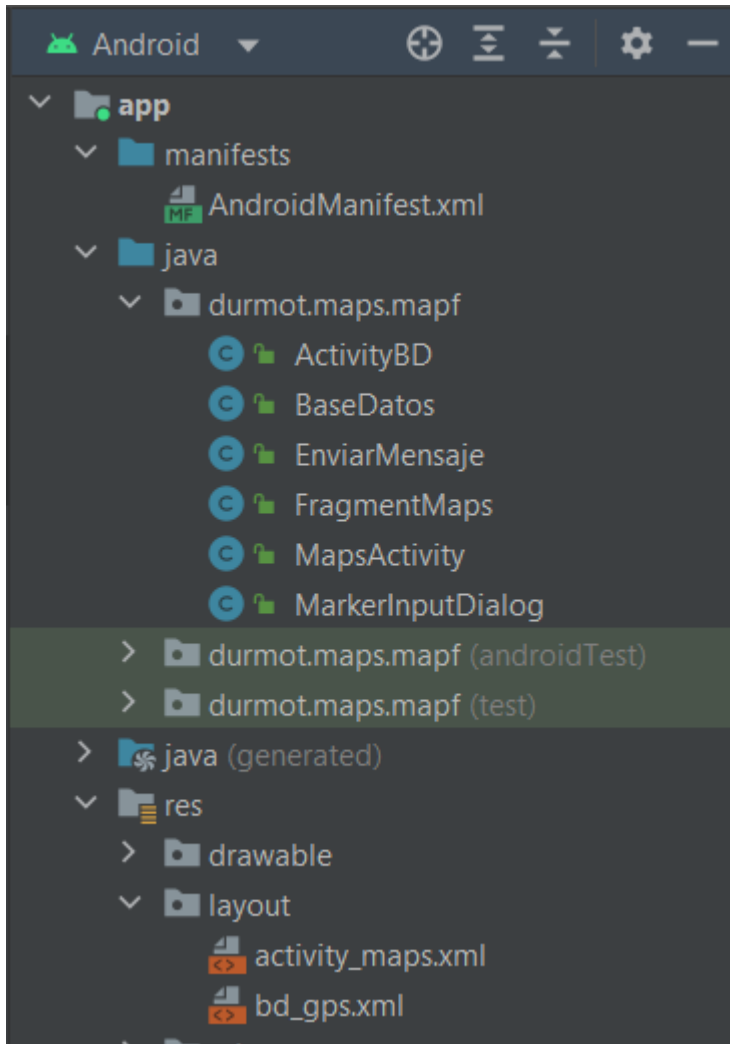 Android
app
manifests
MF AndroidManifest.xml
java
durmot.maps.mapf
C ActivityBD
C BaseDatos
C EnviarMensaje
C FragmentMaps
C MapsActivity
C MarkerInputDialog
durmot.maps.mapf (androidTest)
durmot.maps.mapf (test)
java (generated)
res
drawable
layout
<> activity_maps.xml
<> bd_gps.xml